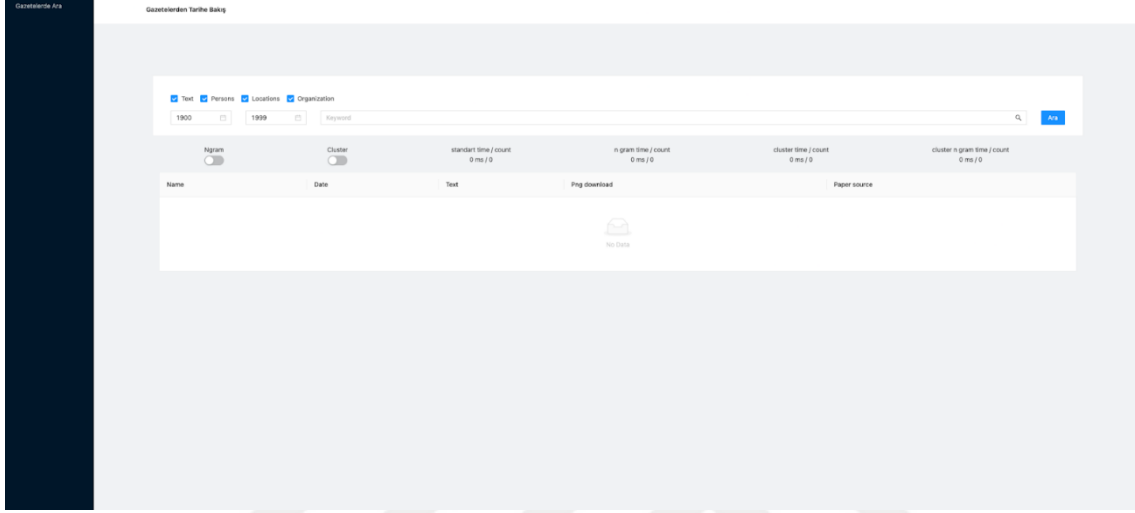 Gazetelerde Ara
Gazetelerden Tarihe Bakış
Text Persons Locations Organization
1900 1999 Keyword Ara
Ngram Cluster standart time / count n gram time / count cluster time / count cluster n gram time / count
0 ms / 0 0 ms / 0 0 ms / 0 0 ms / 0
Name Date Text Png download Paper source
No Data